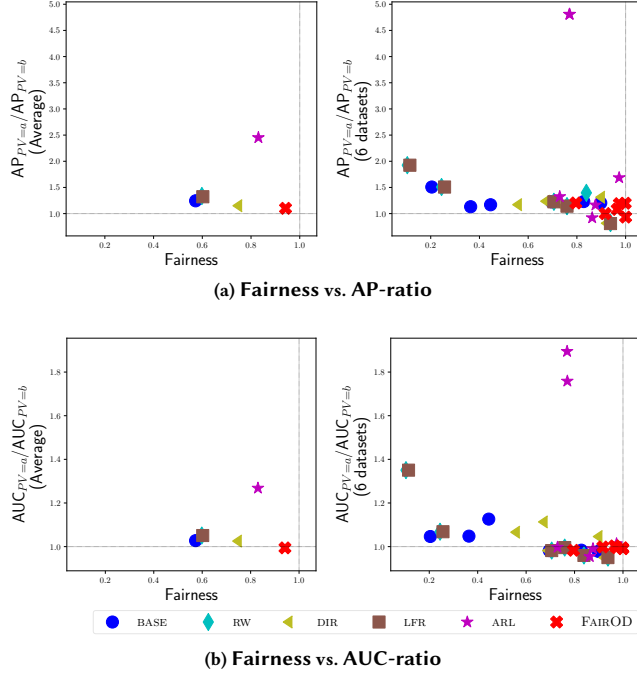 5.0
4.5
4.0
3.5
3.0
2.5
2.0
1.5
1.0
0.2 0.4 0.6 0.8 1.0
AP_{PV=a}/AP_{PV=b}
(Average)
Fairness
5.0
4.5
4.0
3.5
3.0
2.5
2.0
1.5
1.0
0.2 0.4 0.6 0.8 1.0
AP_{PV=a}/AP_{PV=b}
(6 datasets)
Fairness
(a) Fairness vs. AP-ratio
1.8
1.6
1.4
1.2
1.0
0.2 0.4 0.6 0.8 1.0
AUC_{PV=a}/AUC_{PV=b}
(Average)
Fairness
1.8
1.6
1.4
1.2
1.0
0.2 0.4 0.6 0.8 1.0
AUC_{PV=a}/AUC_{PV=b}
(6 datasets)
Fairness
BASE RW DIR LFR ARL FAIROD
(b) Fairness vs. AUC-ratio